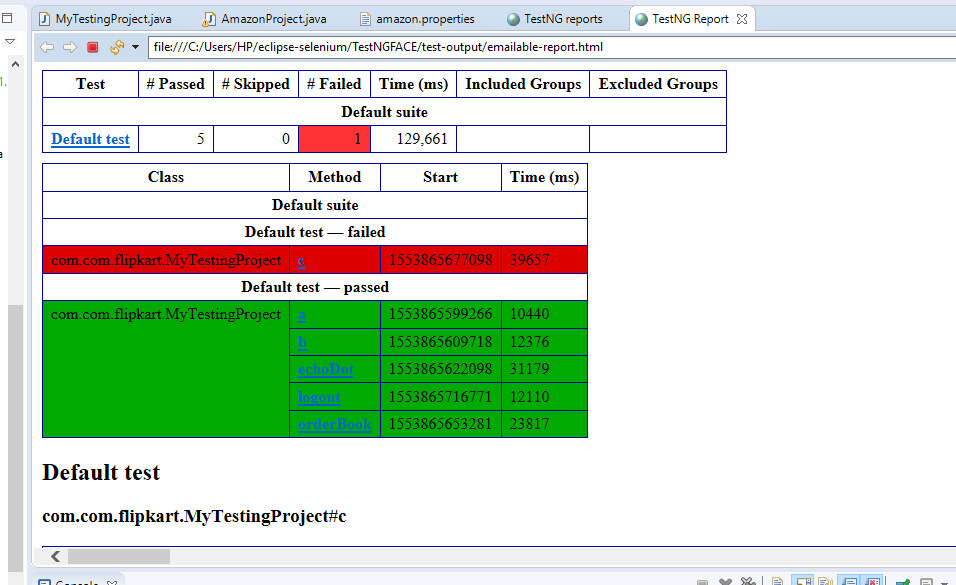 MyTestingProject.java AmazonProject.java amazon.properties TestNG reports TestNG Report
file:///C:/Users/HP/eclipse-selenium/TestNGFACE/test-output/emailable-report.html
1.
Test # Passed # Skipped # Failed Time (ms) Included Groups Excluded Groups
Default suite
Default test 5 0 1 129,661
a
Class Method Start Time (ms)
Default suite
Default test — failed
com.com.flipkart.MyTestingProject c 1553865677098 39657
Default test — passed
com.com.flipkart.MyTestingProject a 1553865599266 10440
b 1553865609718 12376
echoDot 1553865622098 31179
logout 1553865716771 12110
orderBook 1553865653281 23817
Default test
com.com.flipkart.MyTestingProject#c
Console